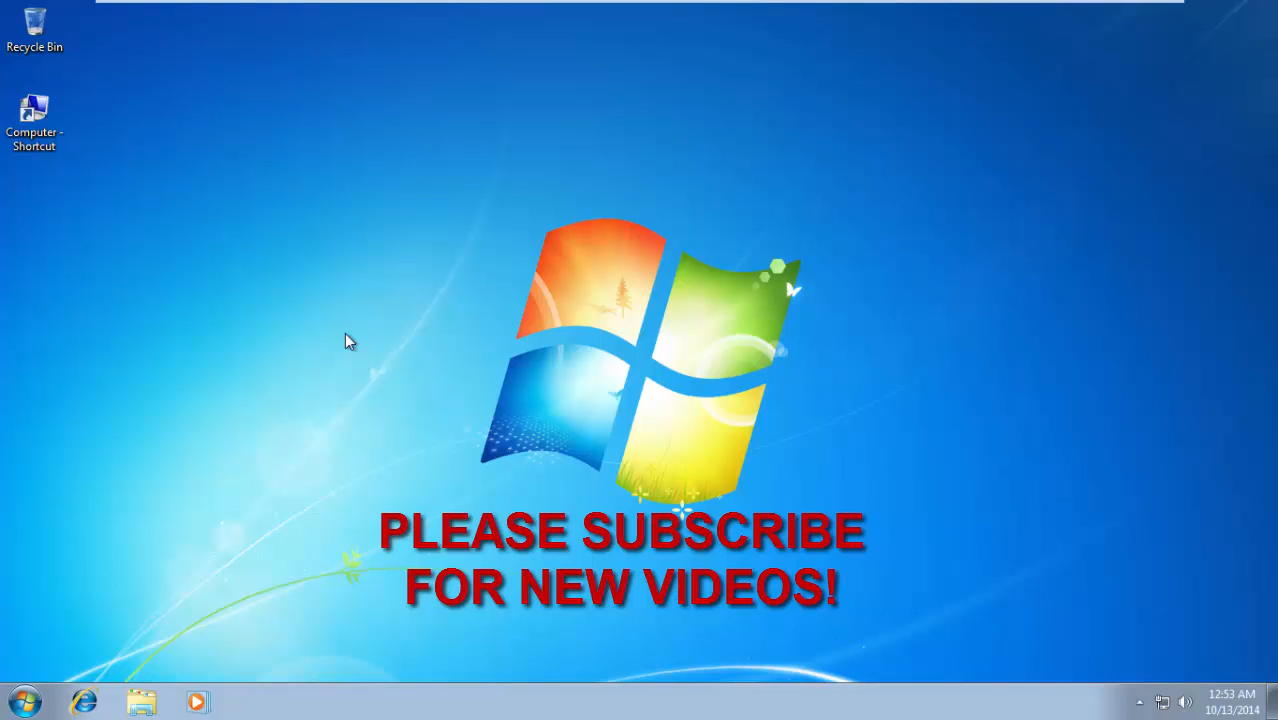 Recycle Bin
Computer -
Shortcut
PLEASE SUBSCRIBE
FOR NEW VIDEOS!
12:53 AM
10/13/2014